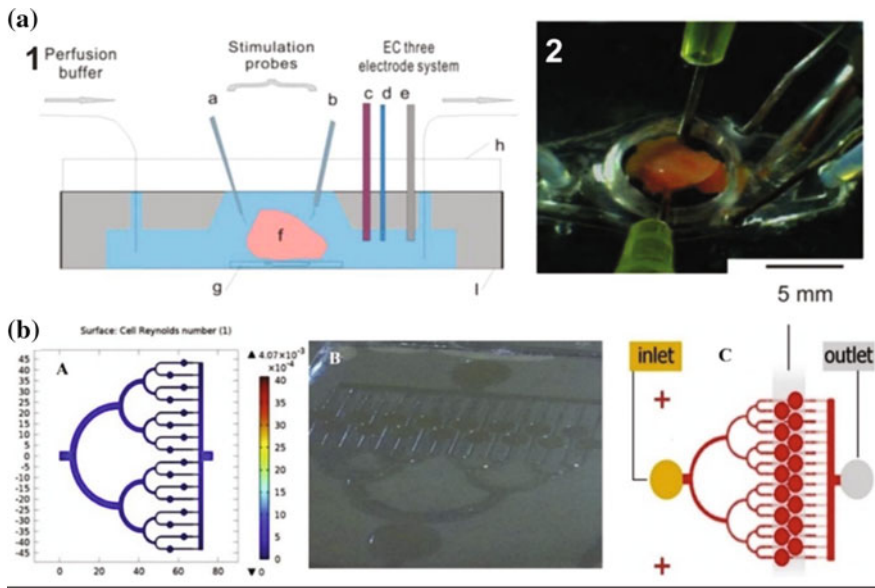 (a)
1
Perfusion
buffer
Stimulation
probes
EC three
electrode system
a
b
c
d
e
h
f
g
l
2
5 mm
(b)
Surface: Cell Reynolds number (1)
A
45
40
35
30
25
20
15
10
5
0
-5
-10
-15
-20
-25
-30
-35
-40
-45
0
20
40
60
80
▲ 4.07×10⁻³
×10⁻⁴
40
35
30
25
20
15
10
5
0
▼ 0
B
inlet
C
outlet
+
+